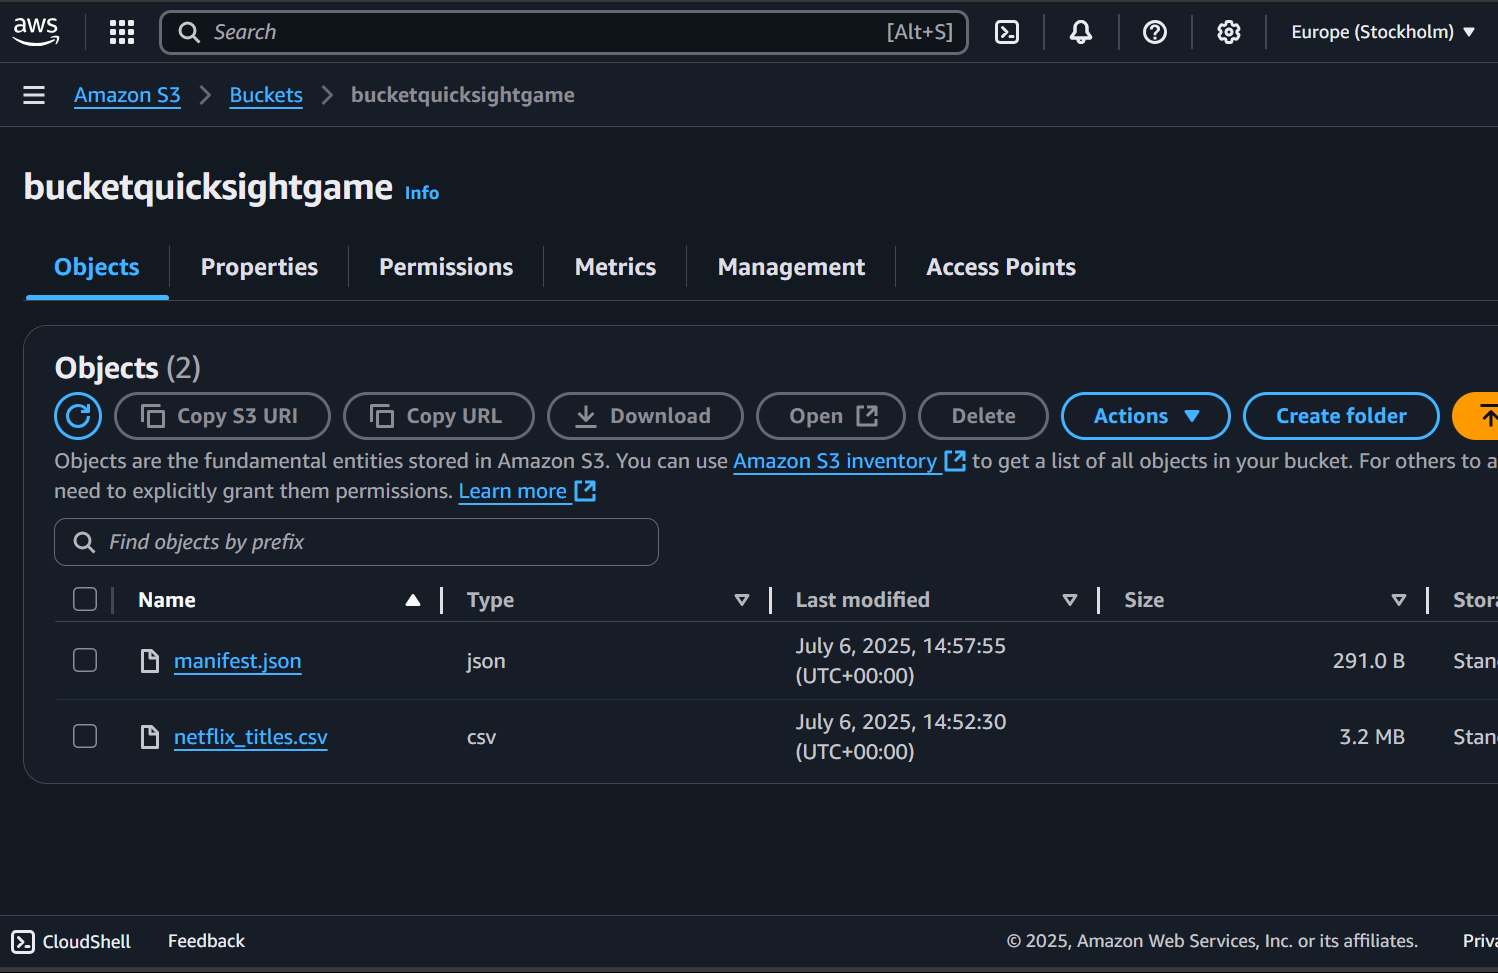 aws
Search [Alt+S] Europe (Stockholm)
Amazon S3 Buckets bucketquicksightgame
bucketquicksightgame Info
Objects Properties Permissions Metrics Management Access Points
Objects (2)
Copy S3 URI Copy URL Download Open Delete Actions Create folder
Objects are the fundamental entities stored in Amazon S3. You can use Amazon S3 inventory to get a list of all objects in your bucket. For others to a
need to explicitly grant them permissions. Learn more
Find objects by prefix
Name Type Last modified Size Stora
manifest.json json July 6, 2025, 14:57:55 (UTC+00:00) 291.0 B Stan
netflix_titles.csv csv July 6, 2025, 14:52:30 (UTC+00:00) 3.2 MB Stan
CloudShell Feedback © 2025, Amazon Web Services, Inc. or its affiliates. Priva